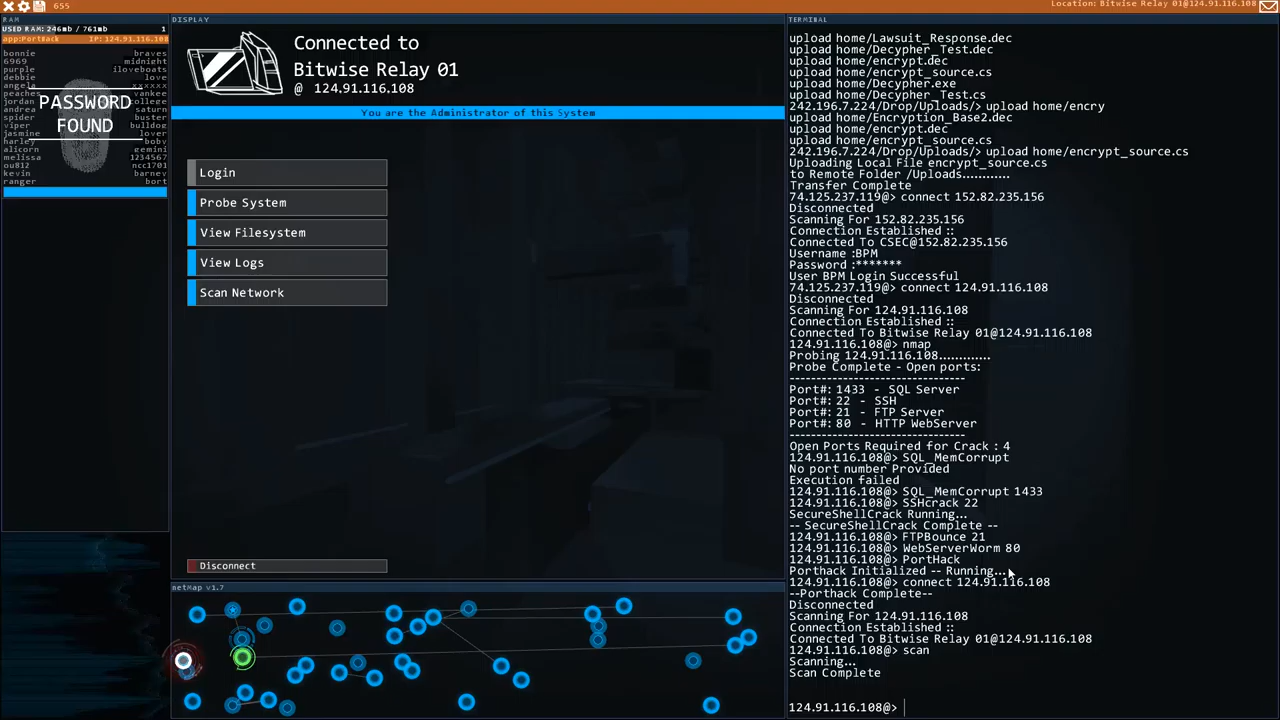 655
Location: Bitwise Relay 01@124.91.116.108
RAM
USED RAM: 246mb / 761mb
1
app:PortHack
IP: 124.91.116.108
bonnie braves
6969 midnight
purple iloveboats
debbie love
angela xxxxxx
peaches yankee
jordan college
andrea saturn
spider buster
viper bulldog
jasmine lover
harley boby
alicorn gemini
melissa 1234567
ou812 ncc1701
kevin barney
ranger bort
PASSWORD
FOUND
DISPLAY
Connected to
Bitwise Relay 01
@ 124.91.116.108
You are the Administrator of this System
Login
Probe System
View Filesystem
View Logs
Scan Network
Disconnect
netMap v1.7
TERMINAL
upload home/Lawsuit_Response.dec
upload home/Decypher_Test.dec
upload home/encrypt.dec
upload home/encrypt_source.cs
upload home/Decypher.exe
upload home/Decypher_Test.cs
242.196.7.224/Drop/Uploads/> upload home/encry
upload home/Encryption_Base2.dec
upload home/encrypt.dec
upload home/encrypt_source.cs
242.196.7.224/Drop/Uploads/> upload home/encrypt_source.cs
Uploading Local File encrypt_source.cs
to Remote Folder /Uploads............
Transfer Complete
74.125.237.119@> connect 152.82.235.156
Disconnected
Scanning For 152.82.235.156
Connection Established ::
Connected To CSEC@152.82.235.156
Username :BPM
Password :*******
User BPM Login Successful
74.125.237.119@> connect 124.91.116.108
Disconnected
Scanning For 124.91.116.108
Connection Established ::
Connected To Bitwise Relay 01@124.91.116.108
124.91.116.108@> nmap
Probing 124.91.116.108.............
Probe Complete - Open ports:
---------------------------------
Port#: 1433 - SQL Server
Port#: 22 - SSH
Port#: 21 - FTP Server
Port#: 80 - HTTP WebServer
---------------------------------
Open Ports Required for Crack : 4
124.91.116.108@> SQL_MemCorrupt
No port number Provided
Execution failed
124.91.116.108@> SQL_MemCorrupt 1433
124.91.116.108@> SSHcrack 22
SecureShellCrack Running...
-- SecureShellCrack Complete --
124.91.116.108@> FTPBounce 21
124.91.116.108@> WebServerWorm 80
124.91.116.108@> PortHack
Porthack Initialized -- Running...
124.91.116.108@> connect 124.91.116.108
--Porthack Complete--
Disconnected
Scanning For 124.91.116.108
Connection Established ::
Connected To Bitwise Relay 01@124.91.116.108
124.91.116.108@> scan
Scanning...
Scan Complete
124.91.116.108@>